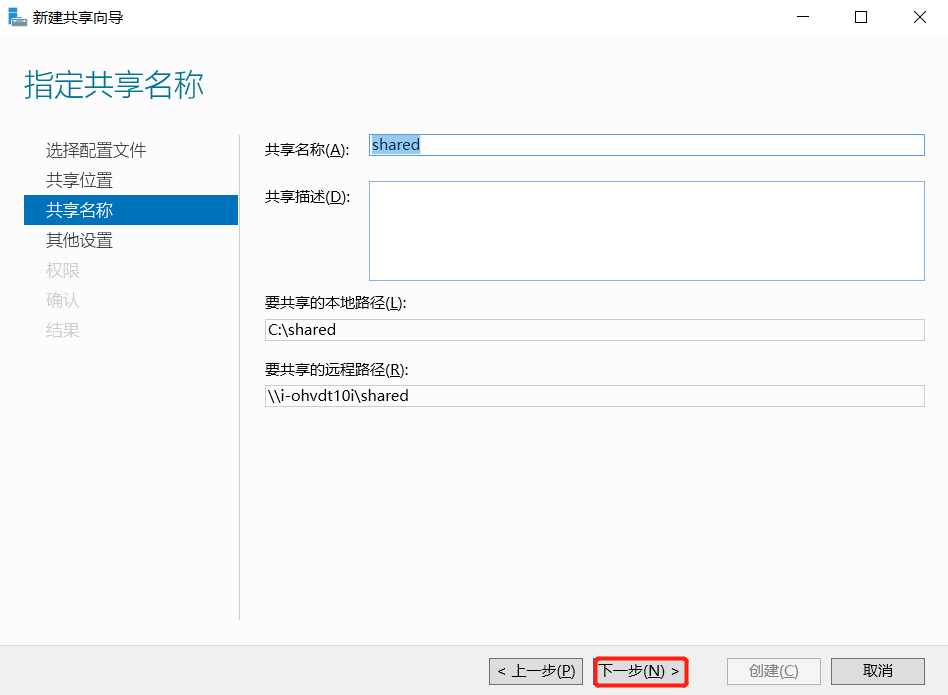 新建共享向导
指定共享名称
选择配置文件
共享位置
共享名称
其他设置
权限
确认
结果
共享名称(A):
shared
共享描述(D):
要共享的本地路径(L):
C:\shared
要共享的远程路径(R):
\\i-ohvdt10i\shared
< 上一步(P)
下一步(N) >
创建(C)
取消